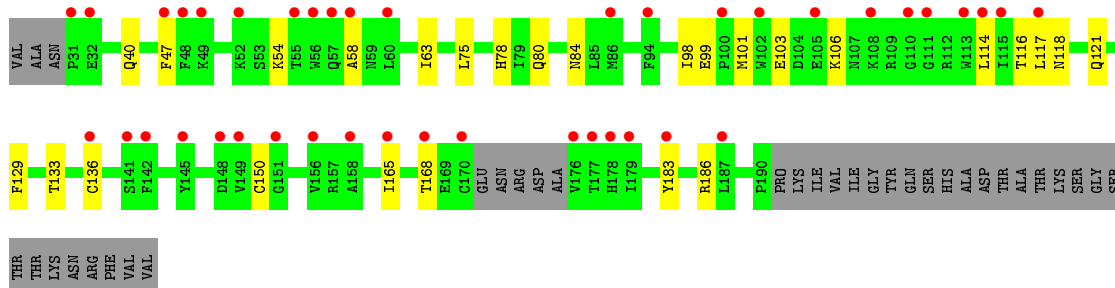 VAL ALA ASN P31 E32 Q40 F47 F48 K49 K52 S53 K54 T55 W56 Q57 A58 N59 L60 I63 L75 H78 I79 Q80 N84 L85 M86 F94 I98 E99 P100 M101 W102 E103 D104 E105 K106 N107 K108 R109 G110 G111 R112 W113 L114 I115 T116 L117 N118 Q121
F129 T133 C136 S141 F142 Y145 D148 V149 C150 G151 V156 R157 A158 I165 T168 E169 C170 GLU ASN ARG ASP ALA V176 T177 H178 I179 Y183 R186 L187 P190 PRO LYS ILE VAL ILE GLY TYR GLN SER HIS ALA ASP THR ALA THR LYS SER GLY SER
THR THR LYS ASN ARG PHE VAL VAL